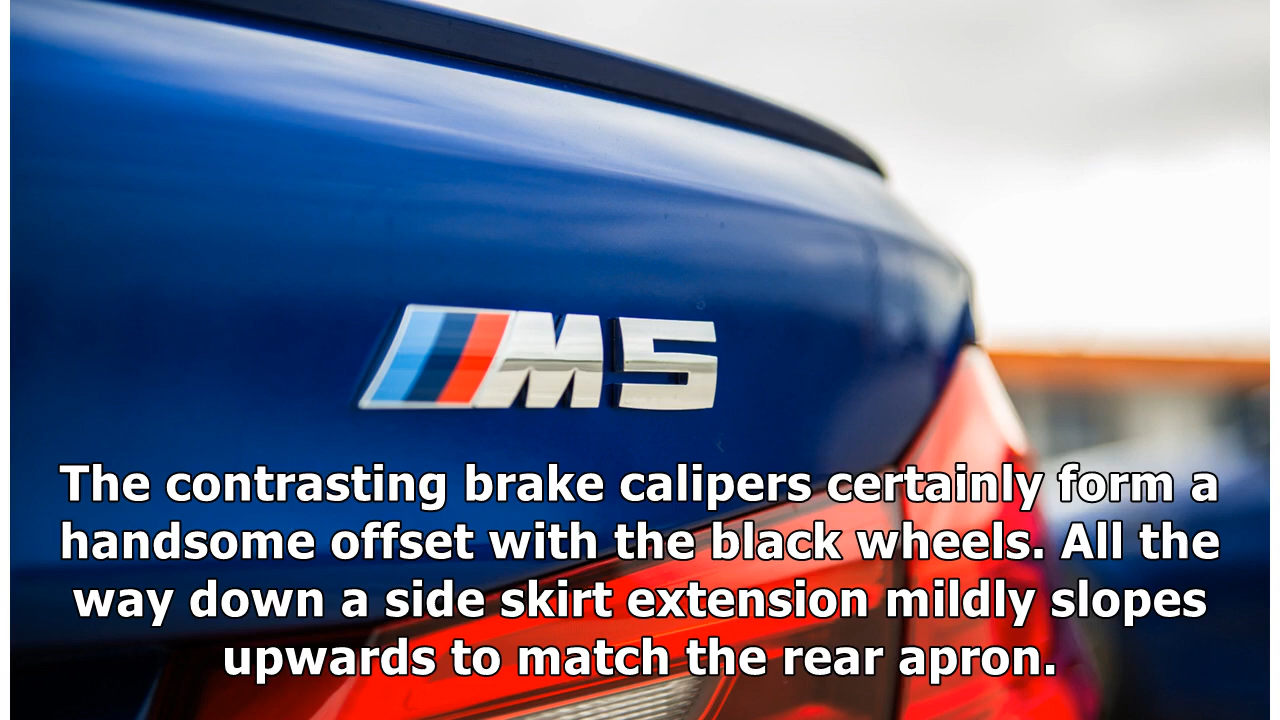 M5
The contrasting brake calipers certainly form a
handsome offset with the black wheels. All the
way down a side skirt extension mildly slopes
upwards to match the rear apron.